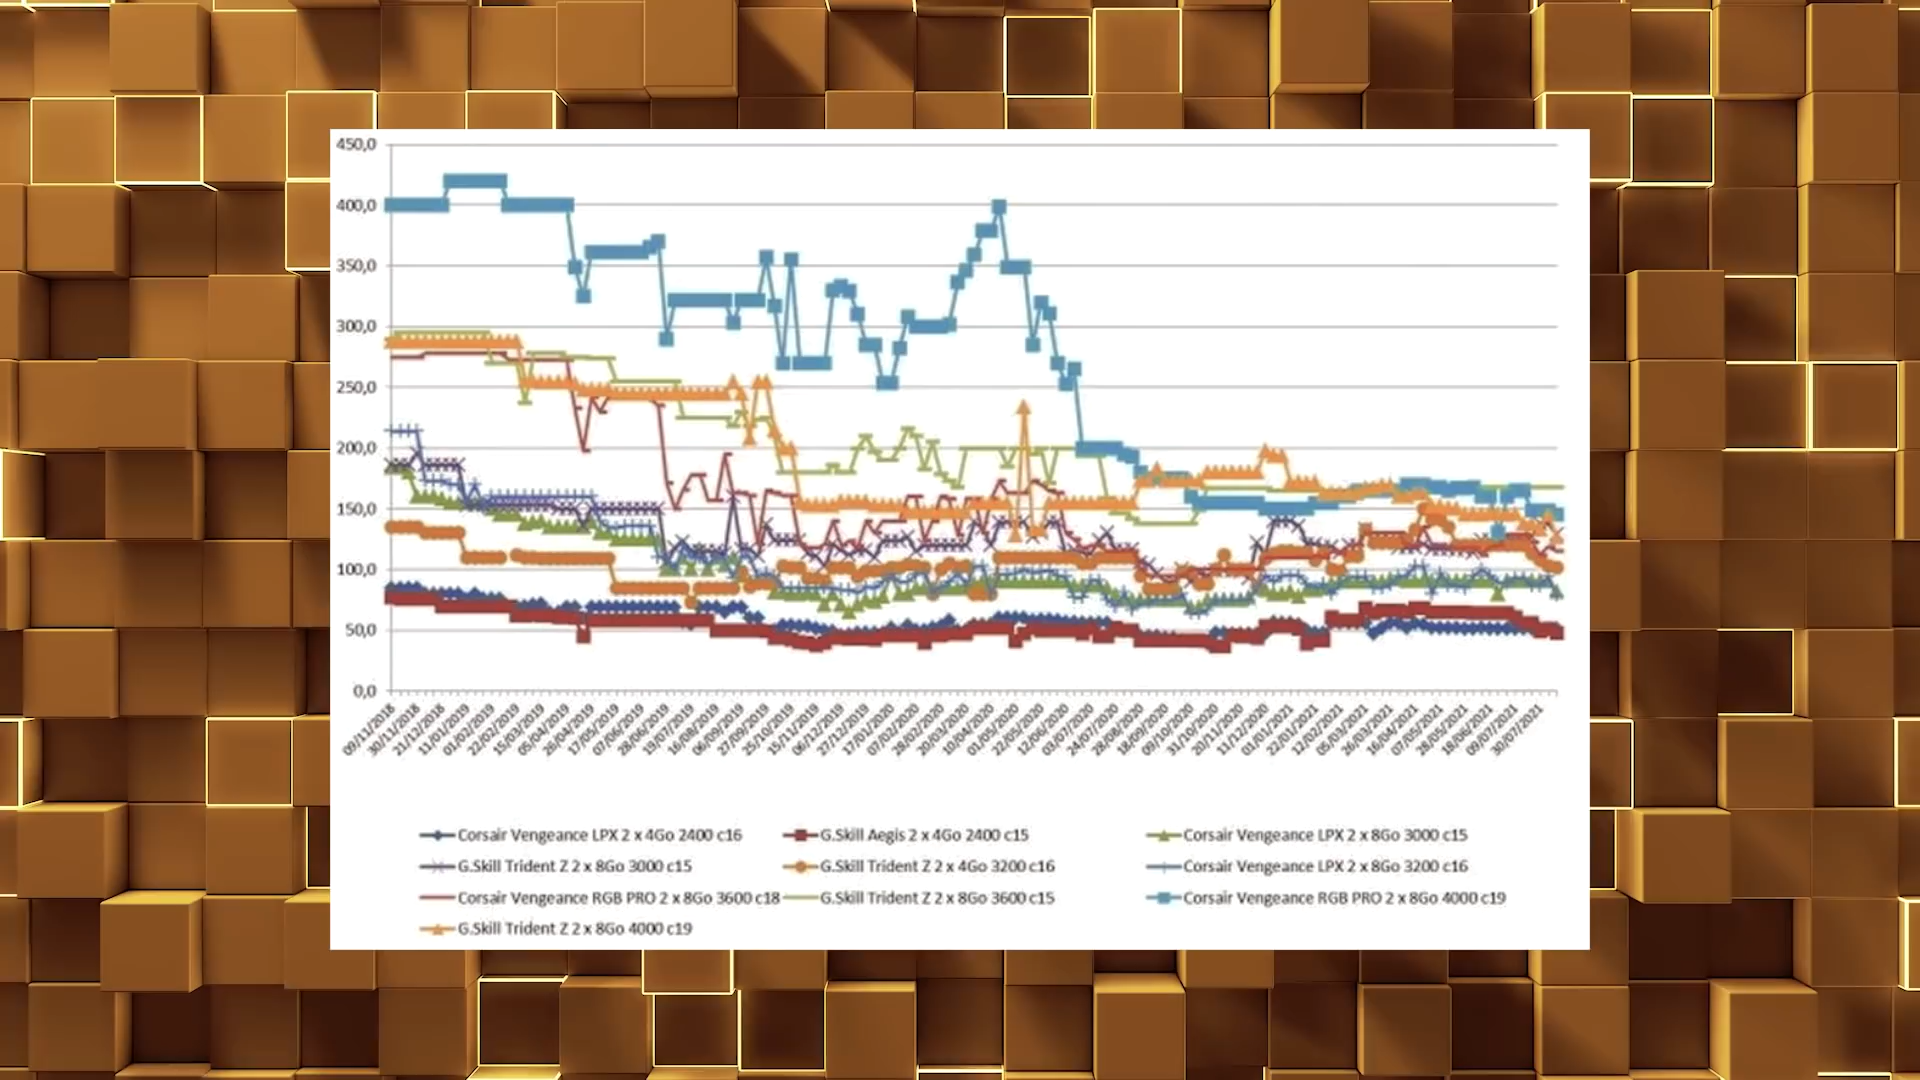 450,0
400,0
350,0
300,0
250,0
200,0
150,0
100,0
50,0
0,0
09/11/2018 30/11/2018 21/12/2018 11/01/2019 01/02/2019 22/02/2019 15/03/2019 05/04/2019 26/04/2019 17/05/2019 07/06/2019 28/06/2019 19/07/2019 16/08/2019 06/09/2019 27/09/2019 25/10/2019 15/11/2019 06/12/2019 27/12/2019 17/01/2020 07/02/2020 28/02/2020 20/03/2020 10/04/2020 01/05/2020 22/05/2020 12/06/2020 03/07/2020 24/07/2020 28/08/2020 18/09/2020 09/10/2020 31/10/2020 20/11/2020 11/12/2020 01/01/2021 22/01/2021 12/02/2021 05/03/2021 26/03/2021 16/04/2021 07/05/2021 28/05/2021 18/06/2021 09/07/2021 30/07/2021
Corsair Vengeance LPX 2 x 4Go 2400 c16 G.Skill Aegis 2 x 4Go 2400 c15 Corsair Vengeance LPX 2 x 8Go 3000 c15
G.Skill Trident Z 2 x 8Go 3000 c15 G.Skill Trident Z 2 x 4Go 3200 c16 Corsair Vengeance LPX 2 x 8Go 3200 c16
Corsair Vengeance RGB PRO 2 x 8Go 3600 c18 G.Skill Trident Z 2 x 8Go 3600 c15 Corsair Vengeance RGB PRO 2 x 8Go 4000 c19
G.Skill Trident Z 2 x 8Go 4000 c19